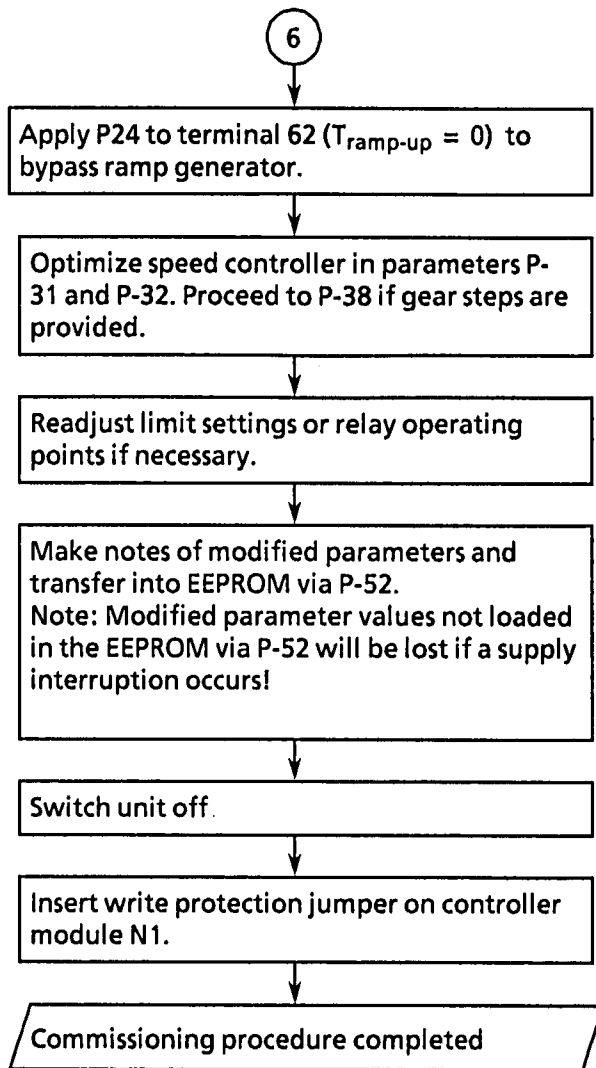 6
Apply P24 to terminal 62 (Tramp-up = 0) to
bypass ramp generator.
Optimize speed controller in parameters P-
31 and P-32. Proceed to P-38 if gear steps are
provided.
Readjust limit settings or relay operating
points if necessary.
Make notes of modified parameters and
transfer into EEPROM via P-52.
Note: Modified parameter values not loaded
in the EEPROM via P-52 will be lost if a supply
interruption occurs!
Switch unit off
Insert write protection jumper on controller
module N1.
Commissioning procedure completed